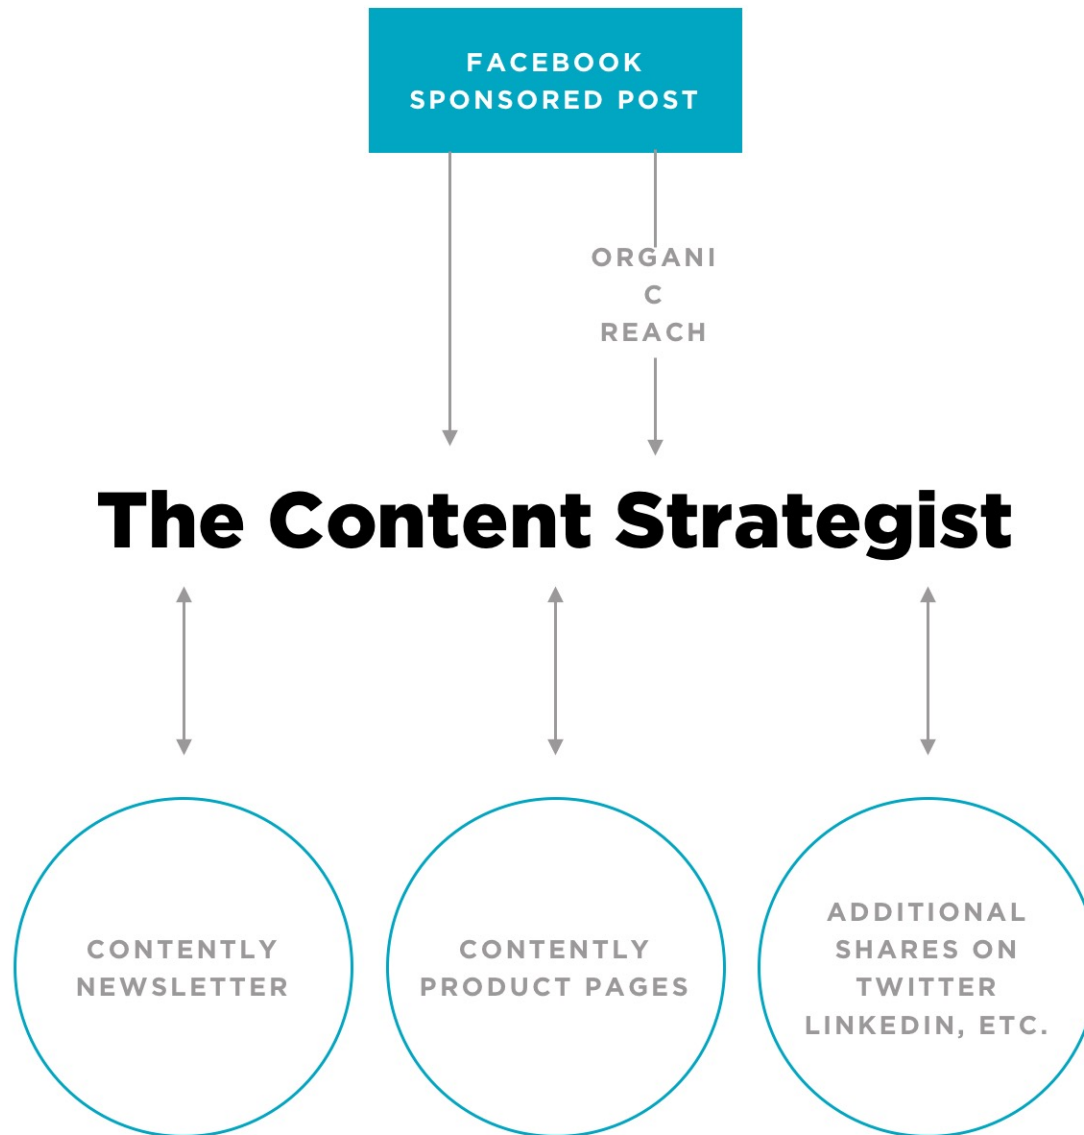 FACEBOOK
SPONSORED POST
ORGANI
C
REACH
The Content Strategist
CONTENTLY
NEWSLETTER
CONTENTLY
PRODUCT PAGES
ADDITIONAL
SHARES ON
TWITTER
LINKEDIN, ETC.